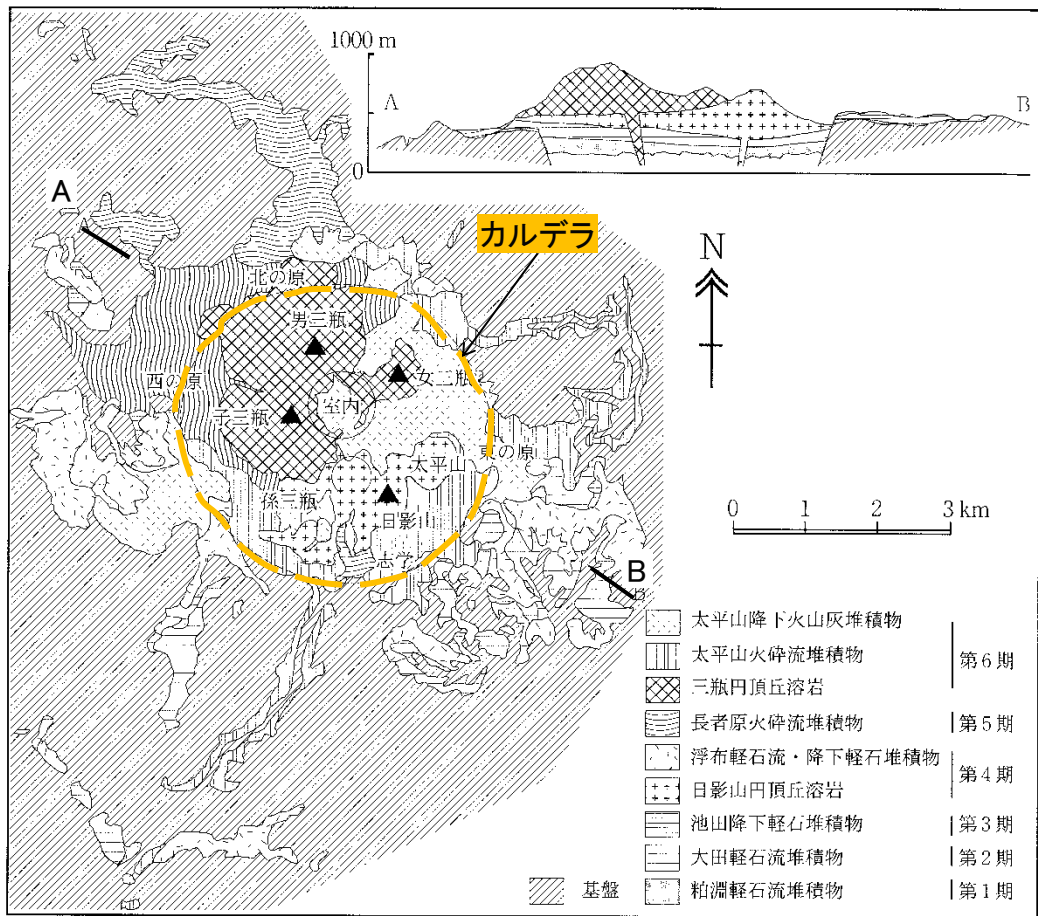 1000 m
A
B
0
A
カルデラ
N
北の原
男三瓶
女三瓶
西の原
室内
子三瓶
東の原
太平山
孫三瓶
日影山
志学
0 1 2 3 km
B
B
太平山降下火山灰堆積物
太平山火砕流堆積物
第6期
三瓶円頂丘溶岩
長者原火砕流堆積物
第5期
浮布軽石流・降下軽石堆積物
第4期
日影山円頂丘溶岩
池田降下軽石堆積物
第3期
大田軽石流堆積物
第2期
基盤
粕淵軽石流堆積物
第1期